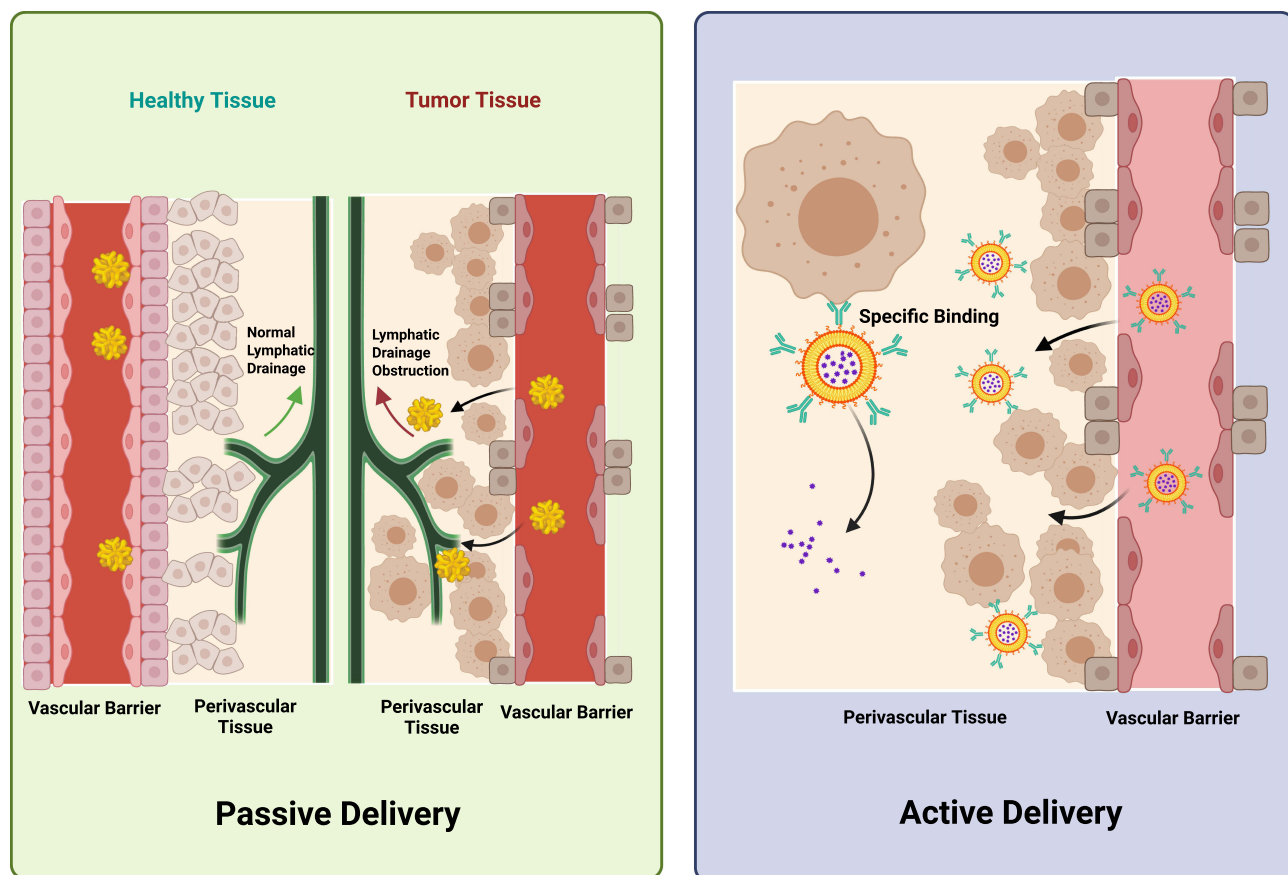 Healthy Tissue
Tumor Tissue
Normal
Lymphatic
Drainage
Lymphatic
Drainage
Obstruction
Vascular Barrier
Perivascular
Tissue
Perivascular
Tissue
Vascular Barrier
Passive Delivery
Specific Binding
Perivascular Tissue
Vascular Barrier
Active Delivery